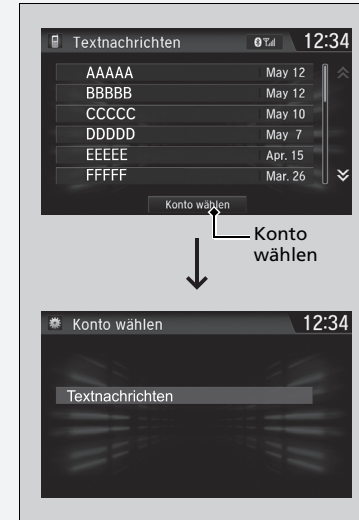 Textnachrichten 12:34
AAAAA May 12
BBBBB May 12
CCCCC May 10
DDDDD May 7
EEEEE Apr. 15
FFFFF Mar. 26
Konto wählen
Konto
wählen
Konto wählen 12:34
Textnachrichten